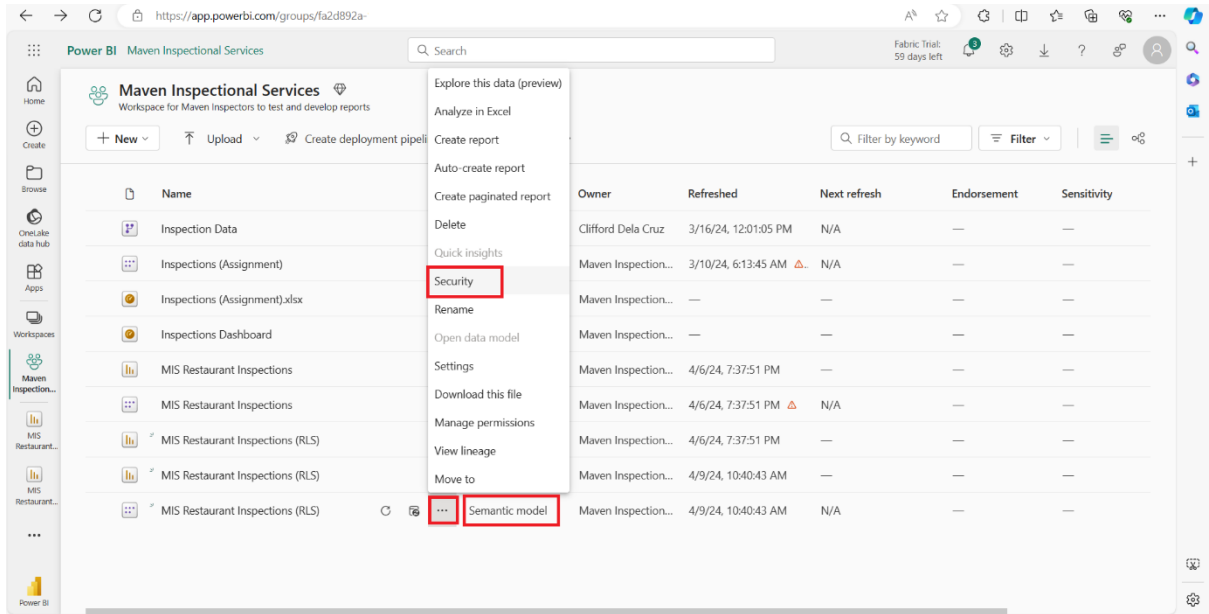 https://app.powerbi.com/groups/fa2d892a-
Power BI Maven Inspectional Services
Search
Fabric Trial:
59 days left
3
?
Home
Create
Browse
OneLake
data hub
Apps
Workspaces
Maven
Inspection...
MIS
Restaurant...
MIS
Restaurant...
...
Power BI
Maven Inspectional Services
Workspace for Maven Inspectors to test and develop reports
+ New Upload Create deployment pipeli
Filter by keyword Filter
Explore this data (preview)
Analyze in Excel
Create report
Auto-create report
Create paginated report
Delete
Quick insights
Security
Rename
Open data model
Settings
Download this file
Manage permissions
View lineage
Move to
Name Owner Refreshed Next refresh Endorsement Sensitivity
Inspection Data Clifford Dela Cruz 3/16/24, 12:01:05 PM N/A — —
Inspections (Assignment) Maven Inspection... 3/10/24, 6:13:45 AM N/A — —
Inspections (Assignment).xlsx Maven Inspection... — — — —
Inspections Dashboard Maven Inspection... — — — —
MIS Restaurant Inspections Maven Inspection... 4/6/24, 7:37:51 PM — — —
MIS Restaurant Inspections Maven Inspection... 4/6/24, 7:37:51 PM N/A — —
MIS Restaurant Inspections (RLS) Maven Inspection... 4/6/24, 7:37:51 PM — — —
MIS Restaurant Inspections (RLS) Maven Inspection... 4/9/24, 10:40:43 AM — — —
MIS Restaurant Inspections (RLS) ... Semantic model Maven Inspection... 4/9/24, 10:40:43 AM N/A — —